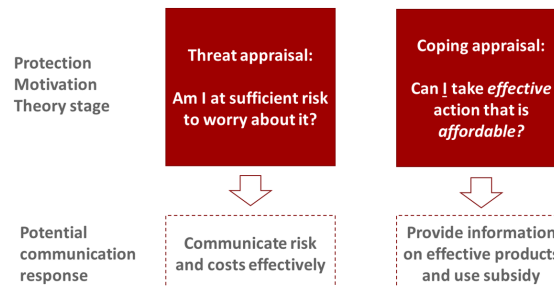 Protection
Motivation
Theory stage
Threat appraisal:
Am I at sufficient risk
to worry about it?
Coping appraisal:
Can I take effective
action that is
affordable?
Potential
communication
response
Communicate risk
and costs effectively
Provide information
on effective products
and use subsidy